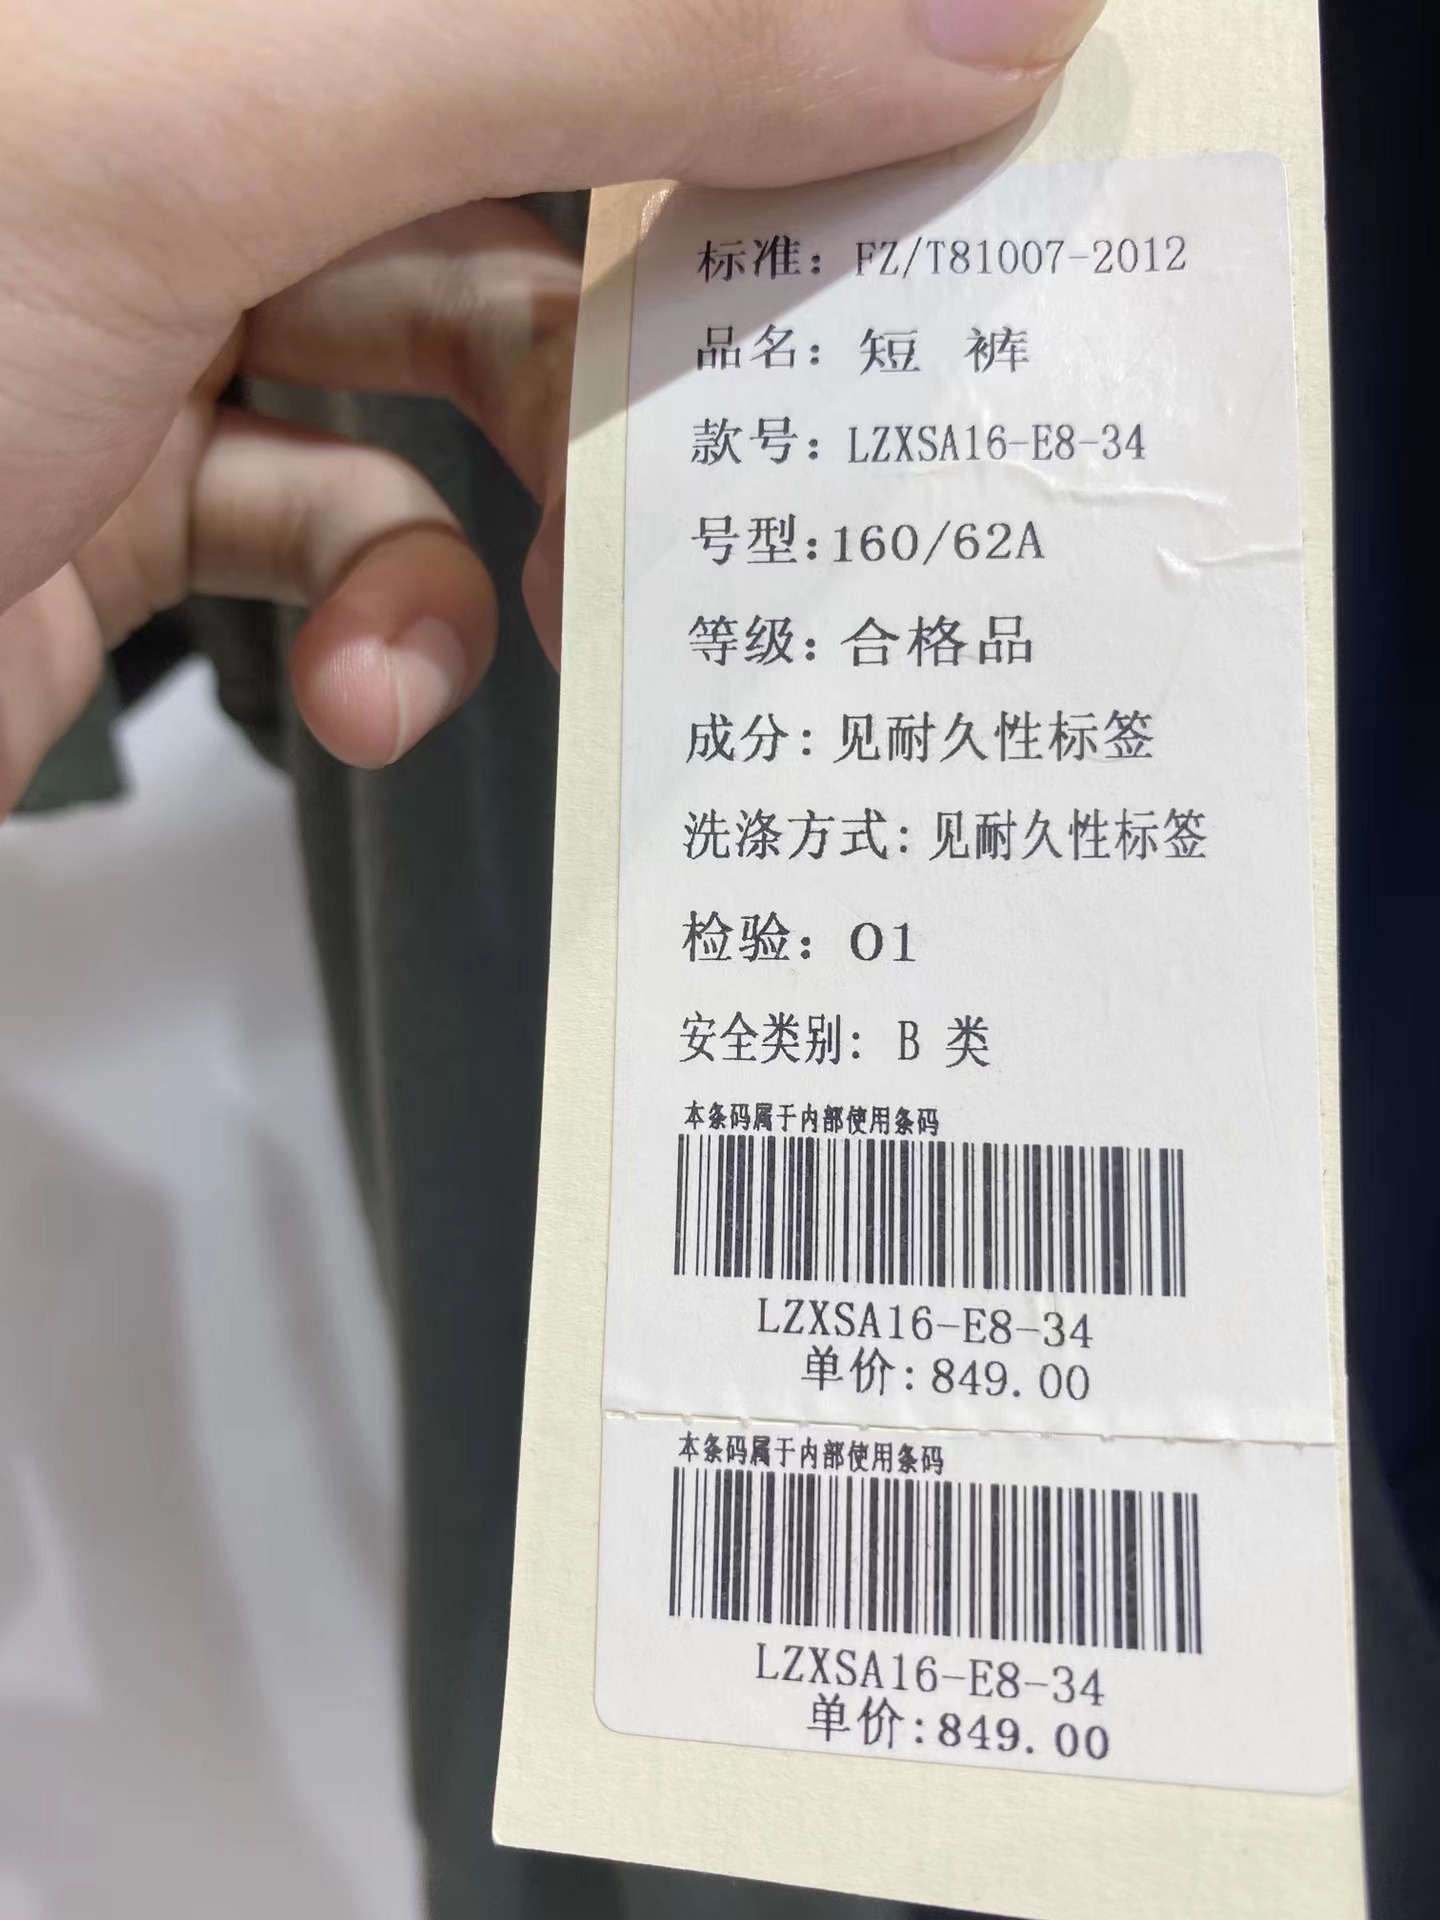 标准：FZ/T81007-2012
品名：短 裤
款号：LZXSA16-E8-34
号型:160/62A
等级：合格品
成分：见耐久性标签
洗涤方式：见耐久性标签
检验：01
安全类别：B 类
本条码属于内部使用条码
LZXSA16-E8-34
单价:849.00
本条码属于内部使用条码
LZXSA16-E8-34
单价:849.00